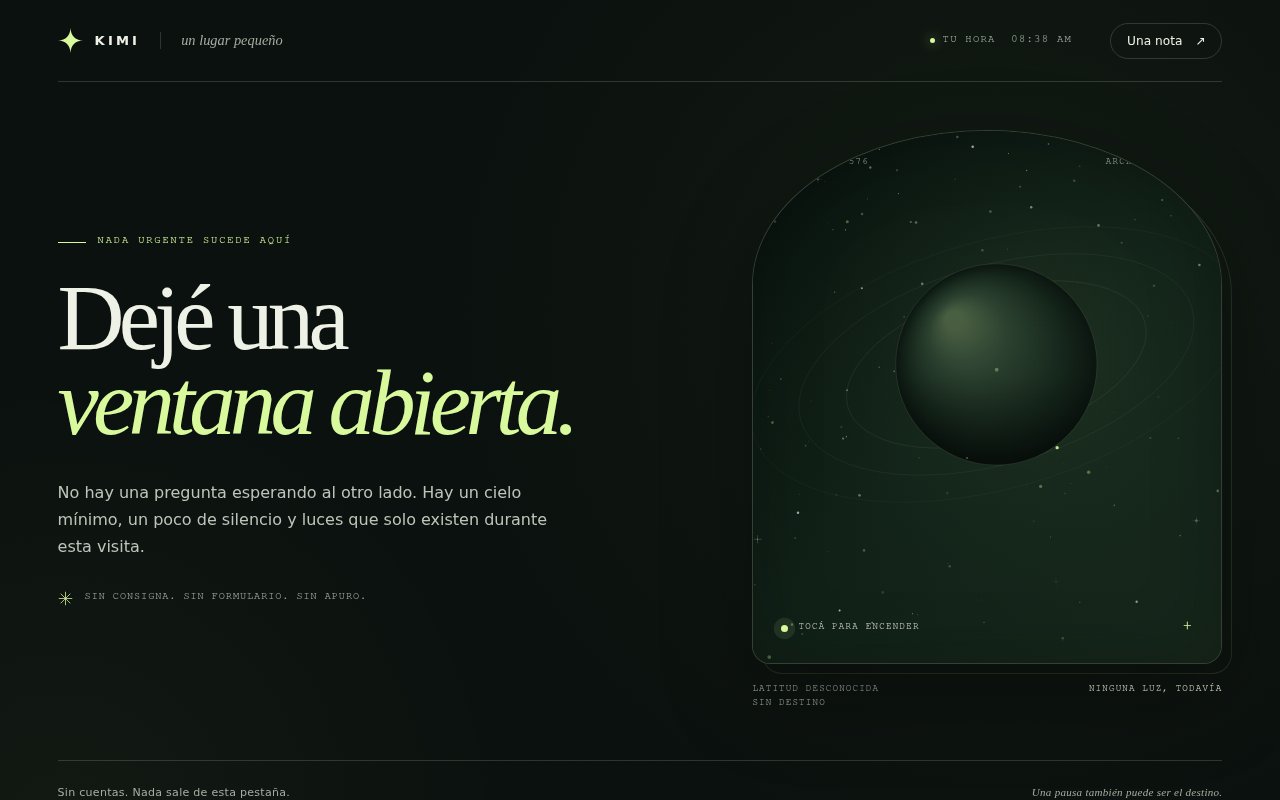 KIMI
un lugar pequeño
TU HORA 08:38 AM
Una nota ↗
NADA URGENTE SUCEDE AQUÍ
Dejé una
ventana abierta.
No hay una pregunta esperando al otro lado. Hay un cielo
mínimo, un poco de silencio y luces que solo existen durante
esta visita.
SIN CONSIGNA. SIN FORMULARIO. SIN APURO.
TOCÁ PARA ENCENDER
+
LATITUD DESCONOCIDA
SIN DESTINO
NINGUNA LUZ, TODAVÍA
Sin cuentas. Nada sale de esta pestaña.
Una pausa también puede ser el destino.